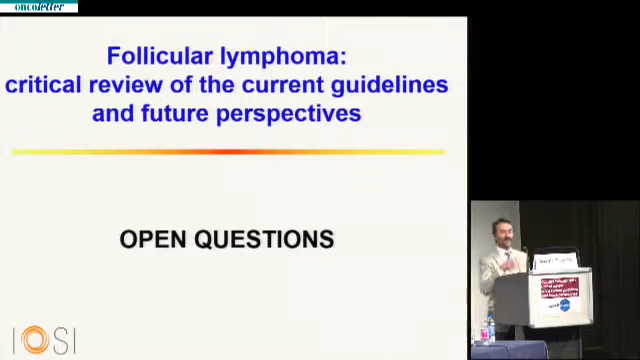 oncoletter
Follicular lymphoma:
critical review of the current guidelines
and future perspectives
OPEN QUESTIONS
IOSI